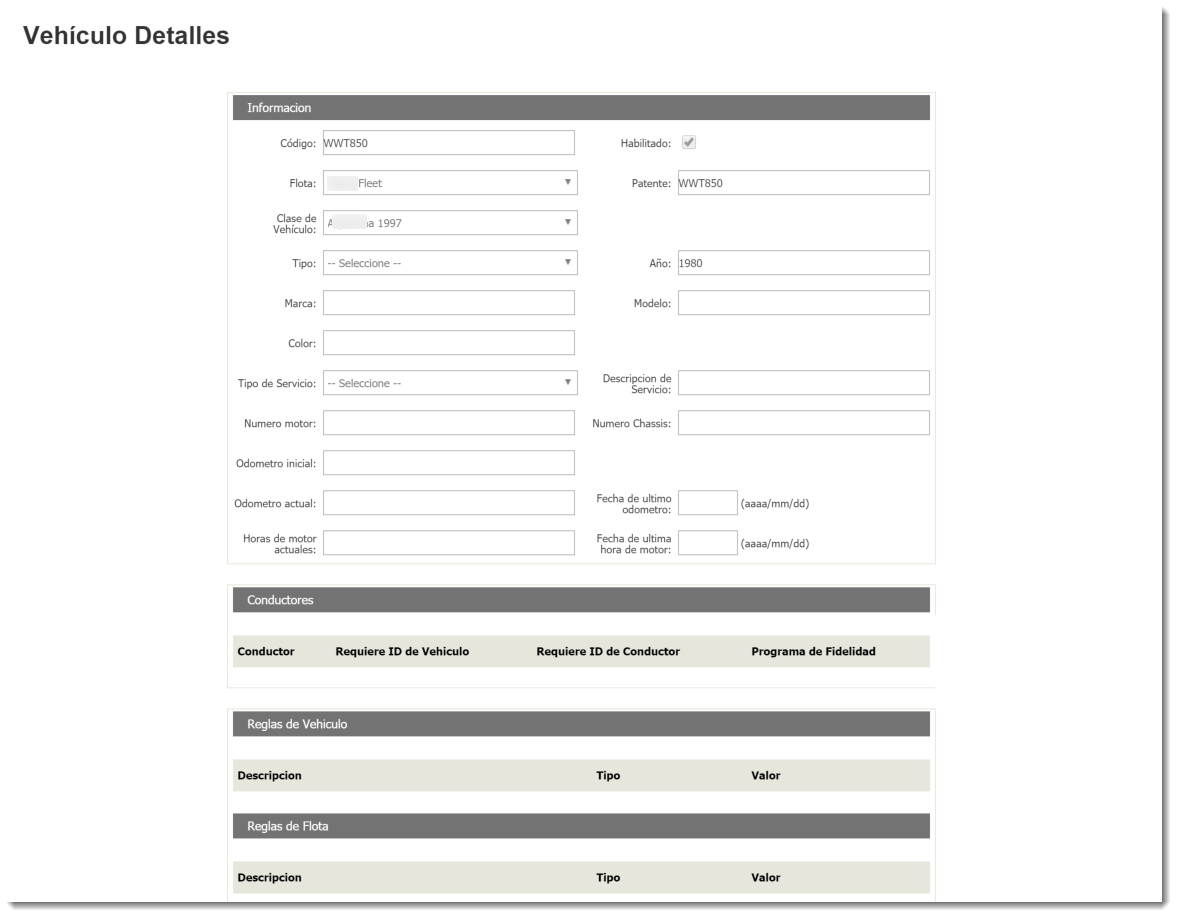 Vehículo Detalles
Informacion
Código: WWT850 Habilitado:
Flota: Fleet Patente: WWT850
Clase de
Vehículo: 1997
Tipo: -- Seleccione -- Año: 1980
Marca: Modelo:
Color:
Tipo de Servicio: -- Seleccione -- Descripcion de
Servicio:
Numero motor: Numero Chassis:
Odometro inicial:
Odometro actual: Fecha de ultimo
odometro: (aaaa/mm/dd)
Horas de motor
actuales: Fecha de ultima
hora de motor: (aaaa/mm/dd)
Conductores
Conductor Requiere ID de Vehiculo Requiere ID de Conductor Programa de Fidelidad
Reglas de Vehiculo
Descripcion Tipo Valor
Reglas de Flota
Descripcion Tipo Valor